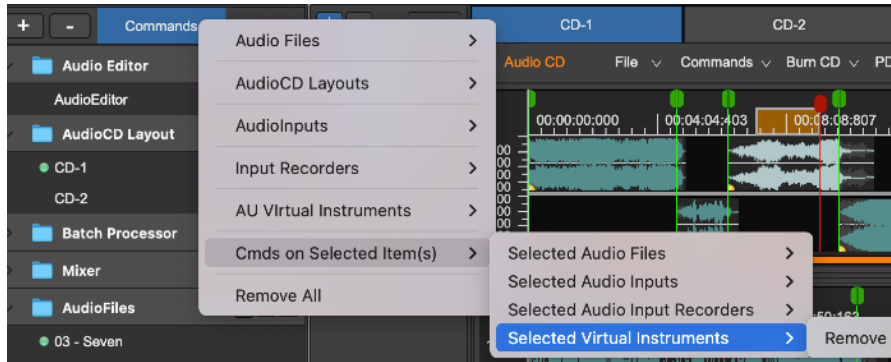 + - Commands
Audio Editor
AudioEditor
AudioCD Layout
CD-1
CD-2
Batch Processor
Mixer
AudioFiles
03 - Seven
Audio Files
AudioCD Layouts
AudioInputs
Input Recorders
AU VIrtual Instruments
Cmds on Selected Item(s)
Remove All
Selected Audio Files
Selected Audio Inputs
Selected Audio Input Recorders
Selected Virtual Instruments
Remove
CD-1 CD-2
Audio CD File Commands Burn CD PD
00:00:00:000 00:04:04:403 00:08:08:807